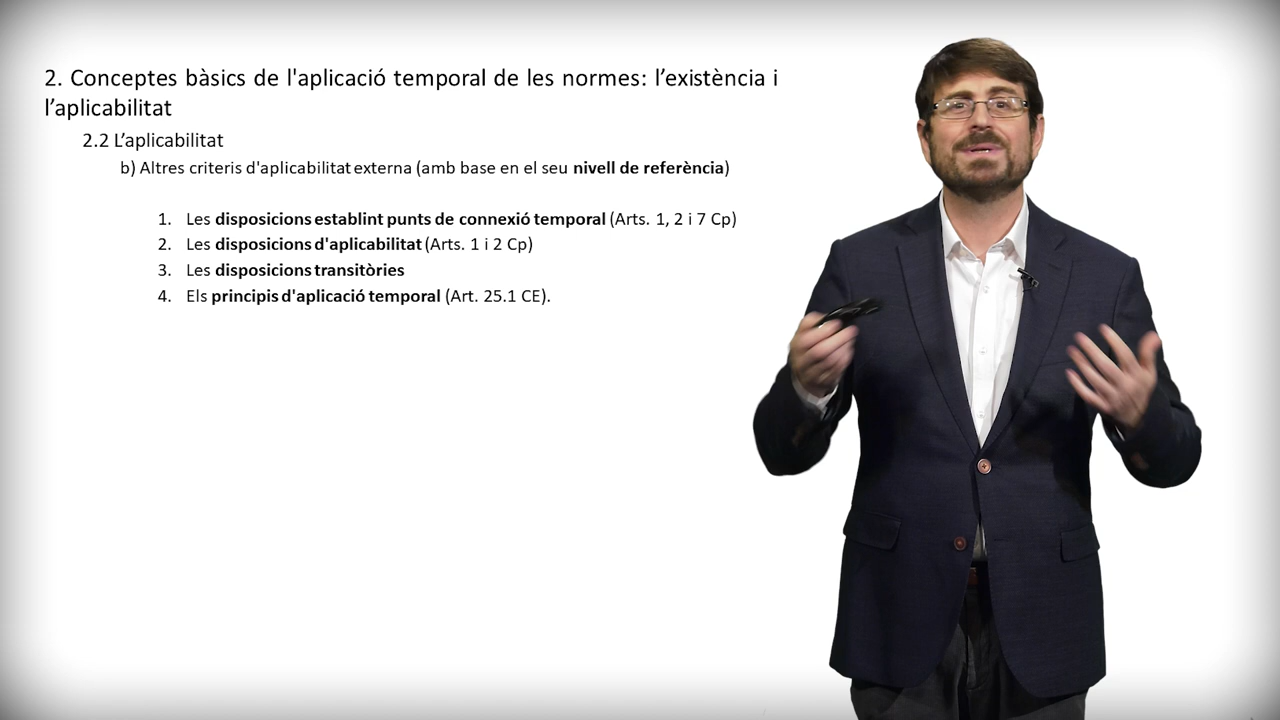 2. Conceptes bàsics de l'aplicació temporal de les normes: l’existència i
l’aplicabilitat
2.2 L’aplicabilitat
b) Altres criteris d'aplicabilitat externa (amb base en el seu nivell de referència)
1. Les disposicions establint punts de connexió temporal (Arts. 1, 2 i 7 Cp)
2. Les disposicions d'aplicabilitat (Arts. 1 i 2 Cp)
3. Les disposicions transitòries
4. Els principis d'aplicació temporal (Art. 25.1 CE).